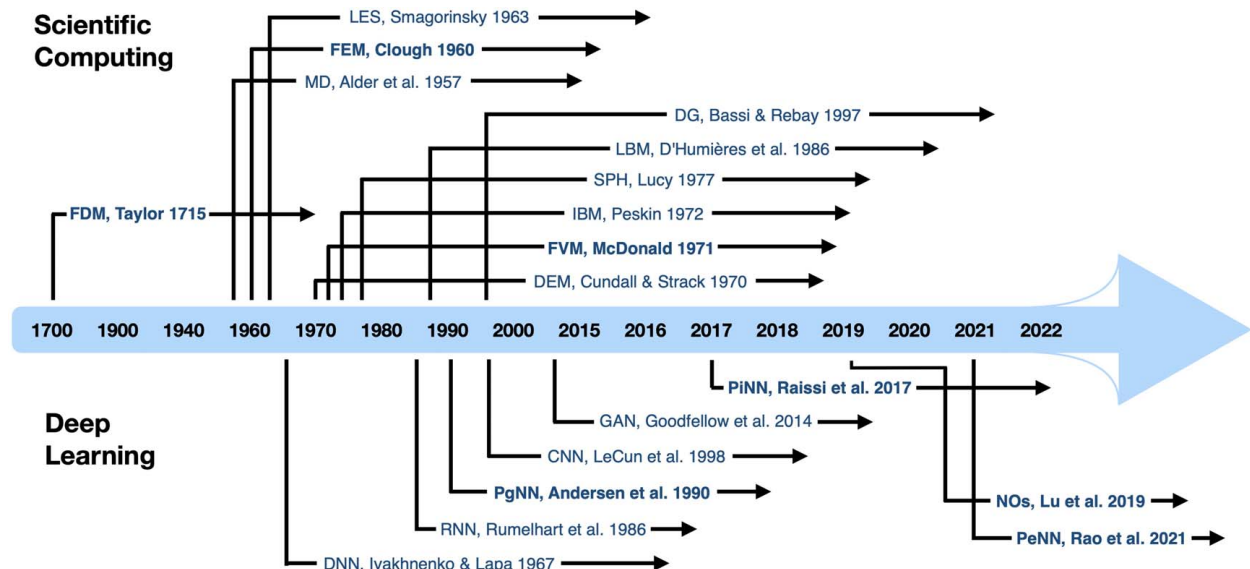 Scientific
Computing
LES, Smagorinsky 1963
FEM, Clough 1960
MD, Alder et al. 1957
DG, Bassi & Rebay 1997
LBM, D'Humières et al. 1986
SPH, Lucy 1977
FDM, Taylor 1715
IBM, Peskin 1972
FVM, McDonald 1971
DEM, Cundall & Strack 1970
1700 1900 1940 1960 1970 1980 1990 2000 2015 2016 2017 2018 2019 2020 2021 2022
Deep
Learning
PiNN, Raissi et al. 2017
GAN, Goodfellow et al. 2014
CNN, LeCun et al. 1998
PgNN, Andersen et al. 1990
NOs, Lu et al. 2019
RNN, Rumelhart et al. 1986
PeNN, Rao et al. 2021
DNN, Ivakhnenko & Lapa 1967